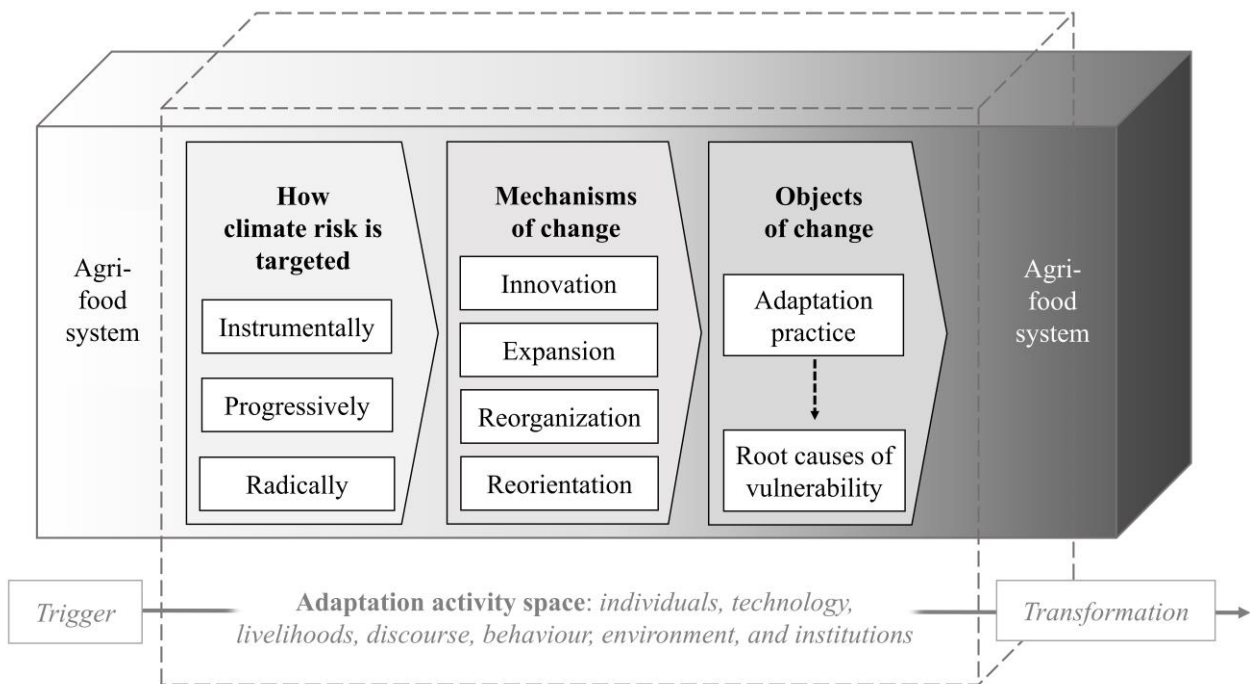 Agri-
food
system
How
climate risk is
targeted
Instrumentally
Progressively
Radically
Mechanisms
of change
Innovation
Expansion
Reorganization
Reorientation
Objects
of change
Adaptation
practice
Root causes of
vulnerability
Agri-
food
system
Trigger
Adaptation activity space: individuals, technology,
livelihoods, discourse, behaviour, environment, and institutions
Transformation